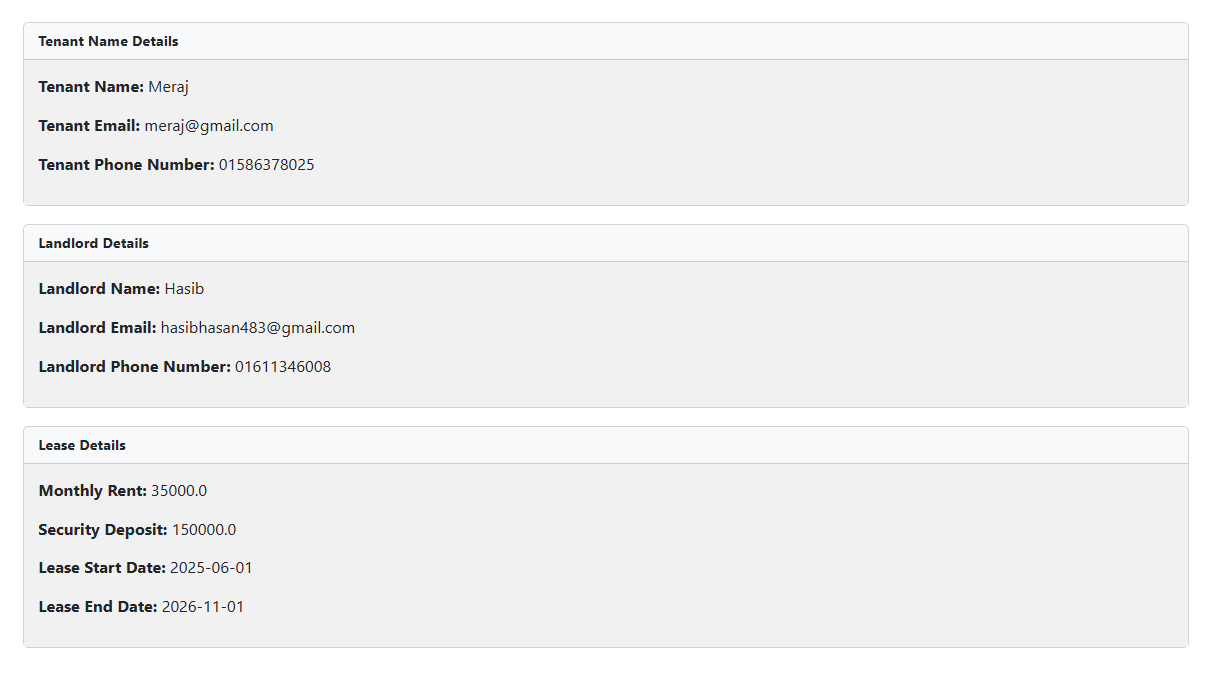 Tenant Name Details
Tenant Name: Meraj
Tenant Email: meraj@gmail.com
Tenant Phone Number: 01586378025
Landlord Details
Landlord Name: Hasib
Landlord Email: hasibhasan483@gmail.com
Landlord Phone Number: 01611346008
Lease Details
Monthly Rent: 35000.0
Security Deposit: 150000.0
Lease Start Date: 2025-06-01
Lease End Date: 2026-11-01